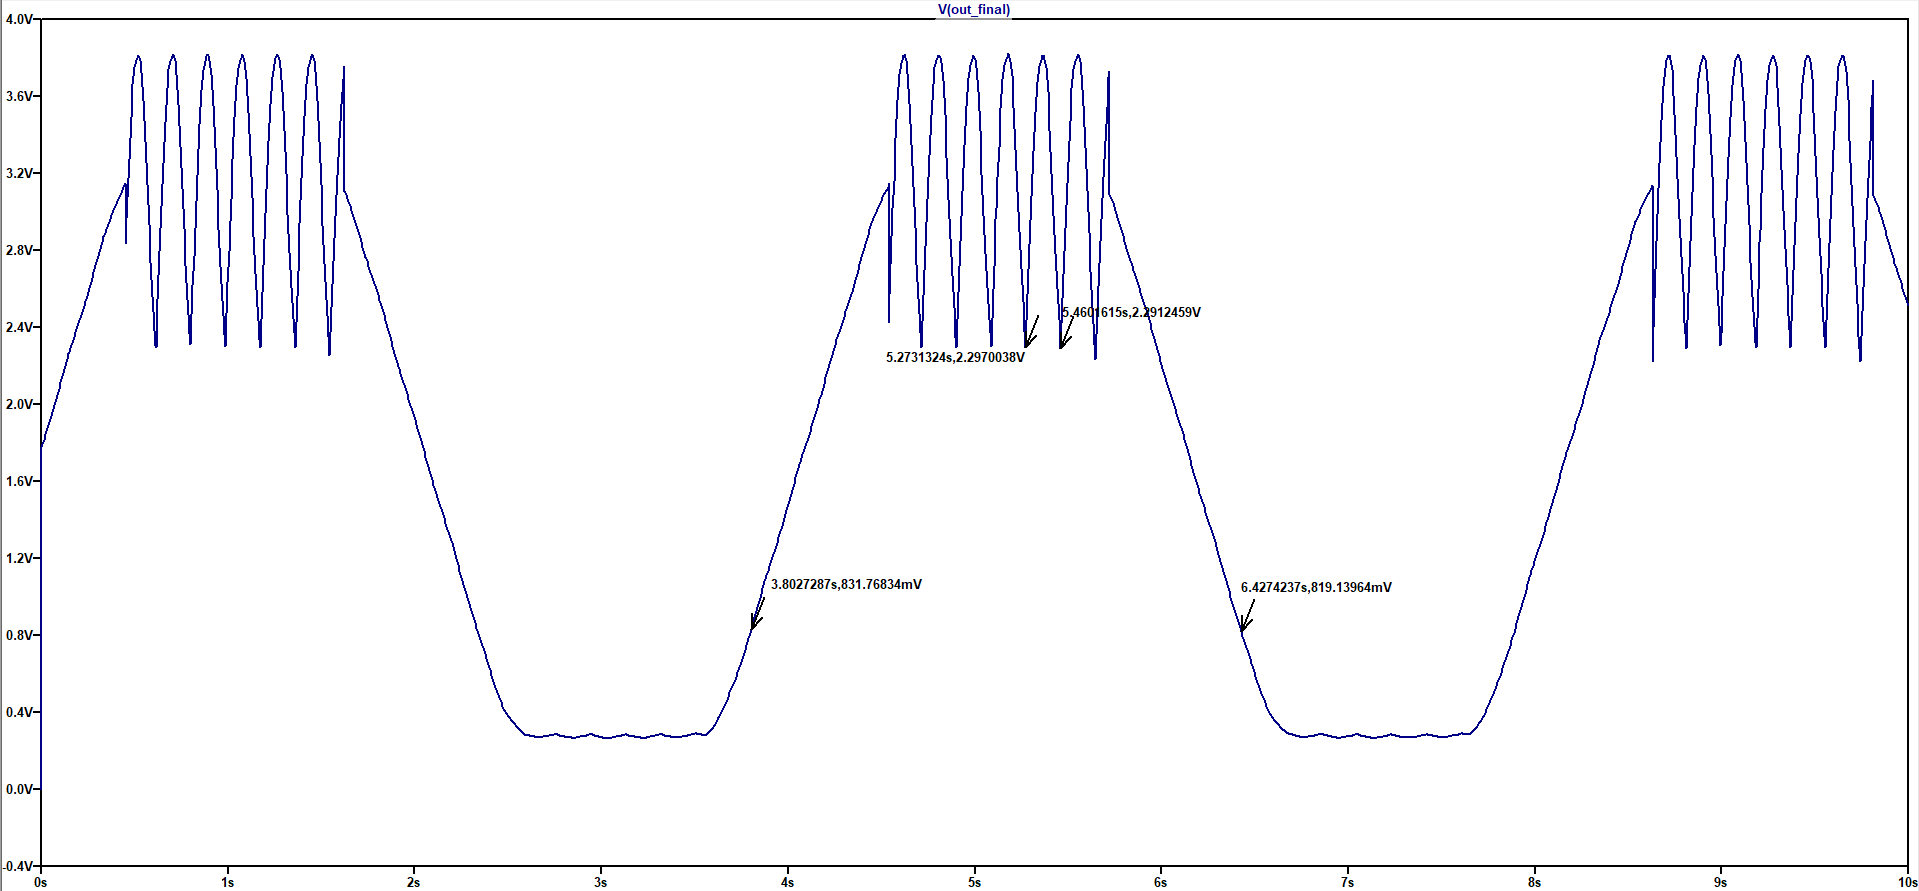 V(out_final)
4.0V
3.6V
3.2V
2.8V
2.4V
2.0V
1.6V
1.2V
0.8V
0.4V
0.0V
-0.4V
5.4601615s,2.2912459V
5.2731324s,2.2970038V
3.8027287s,831.76834mV
6.4274237s,819.13964mV
0s
1s
2s
3s
4s
5s
6s
7s
8s
9s
10s